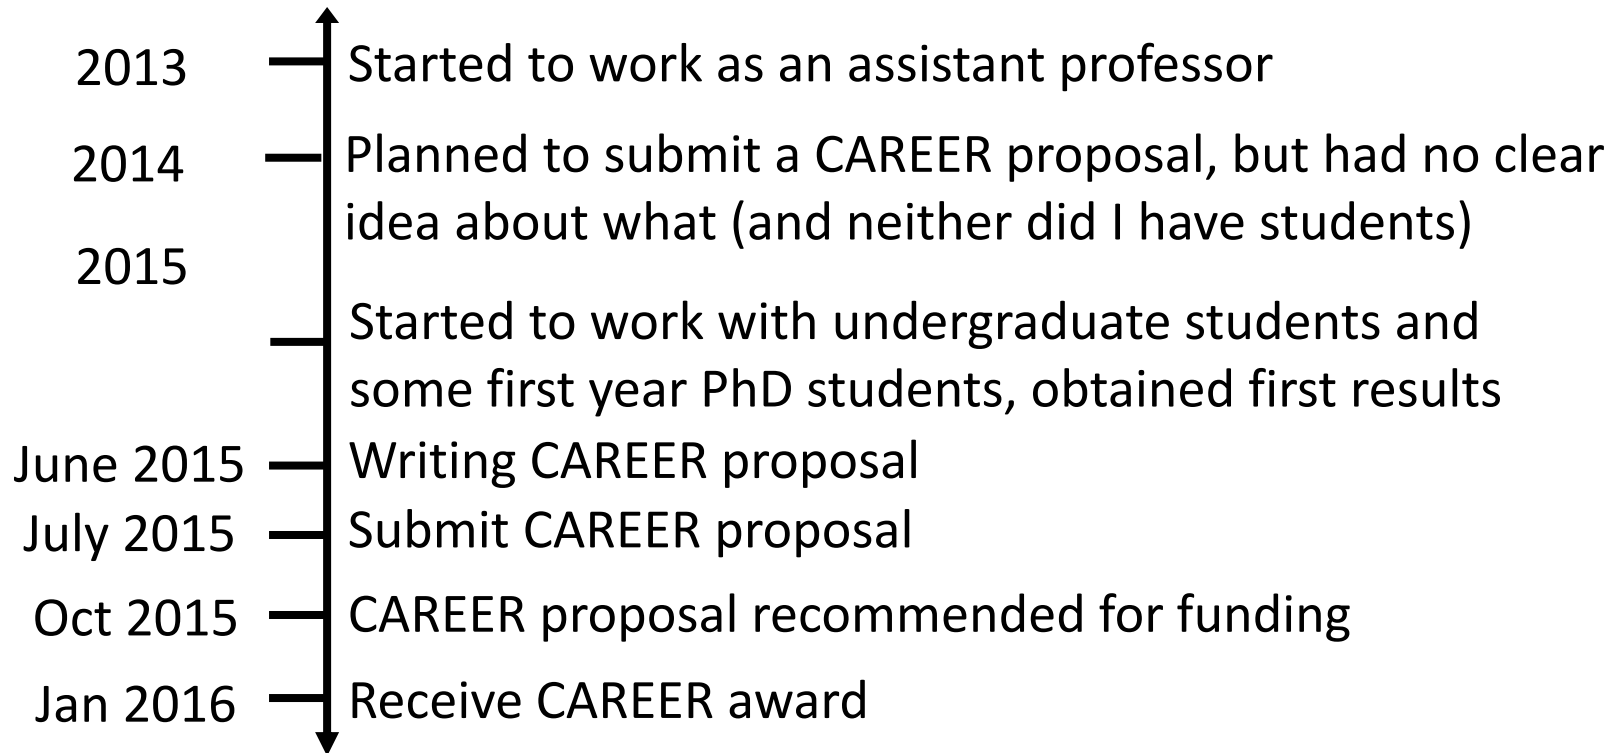 2013 Started to work as an assistant professor
2014 Planned to submit a CAREER proposal, but had no clear
idea about what (and neither did I have students)
2015
Started to work with undergraduate students and
some first year PhD students, obtained first results
June 2015 Writing CAREER proposal
July 2015 Submit CAREER proposal
Oct 2015 CAREER proposal recommended for funding
Jan 2016 Receive CAREER award